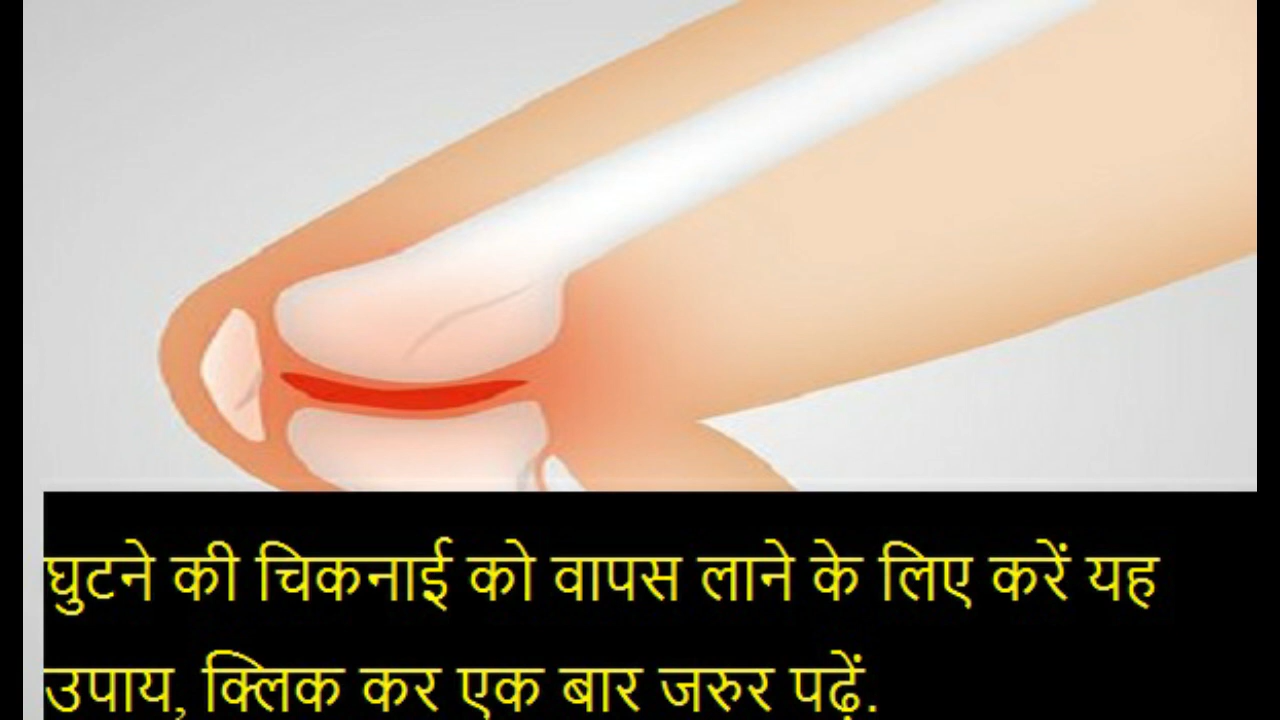 घुटने की चिकनाई को वापस लाने के लिए करें यह
उपाय, क्लिक कर एक बार जरुर पढ़ें.